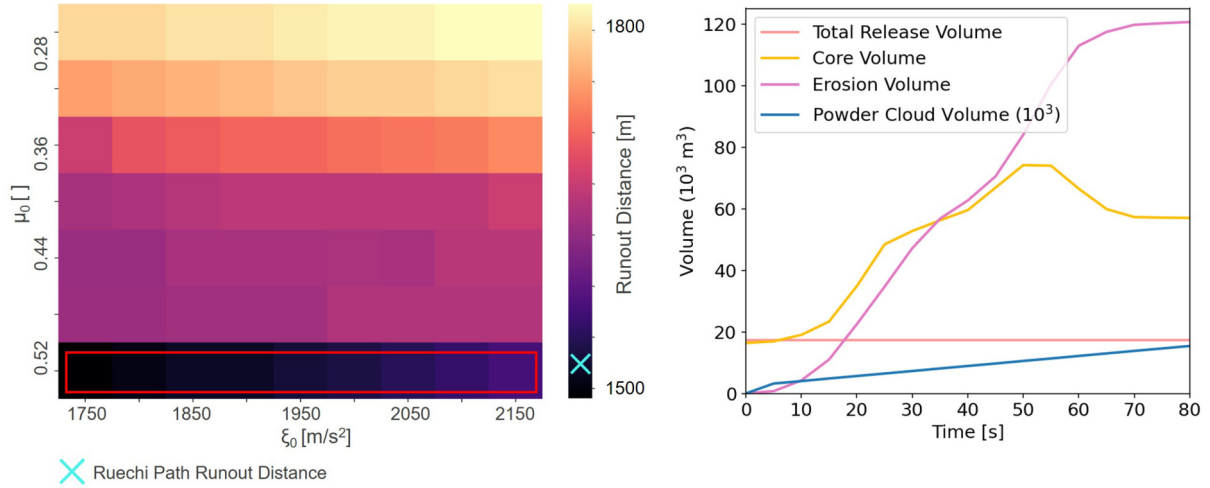 0.28
0.36
0.44
0.52
μ₀ [ ]
1750
1850
1950
2050
2150
ξ₀ [m/s²]
1800
1500
Runout Distance [m]
Ruechi Path Runout Distance
Total Release Volume
Core Volume
Erosion Volume
Powder Cloud Volume (10³)
120
100
80
60
40
20
0
Volume (10³ m³)
0
10
20
30
40
50
60
70
80
Time [s]